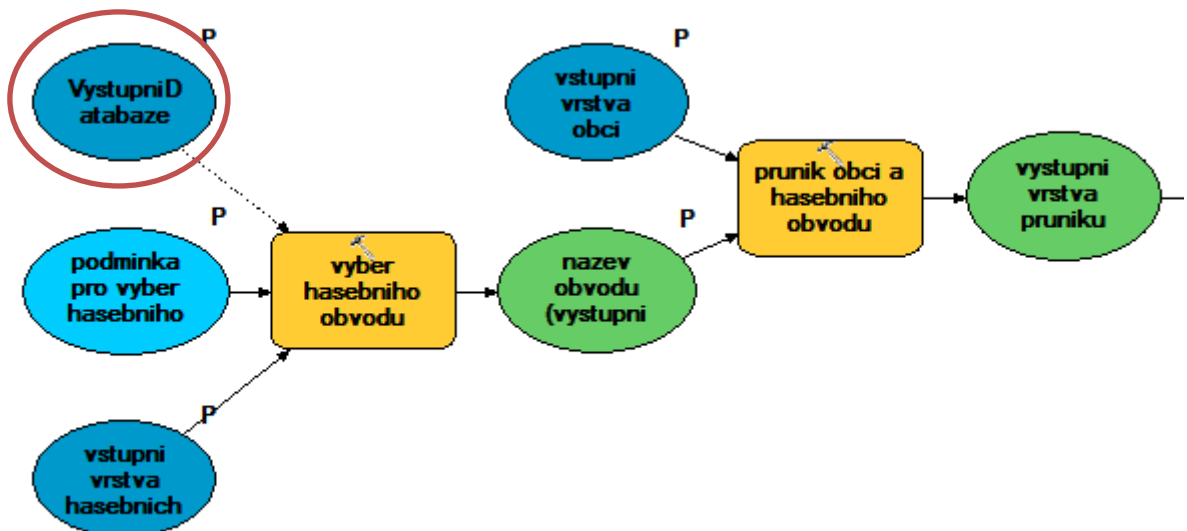 P
VystupniD
atabaze
P
vstupni
vrstva
obci
prunik obci a
hasebniho
obvodu
vystupni
vrstva
pruniku
P
podminka
pro vyber
hasebniho
vyber
hasebniho
obvodu
P
nazev
obvodu
(vystupni
P
vstupni
vrstva
hasebnich